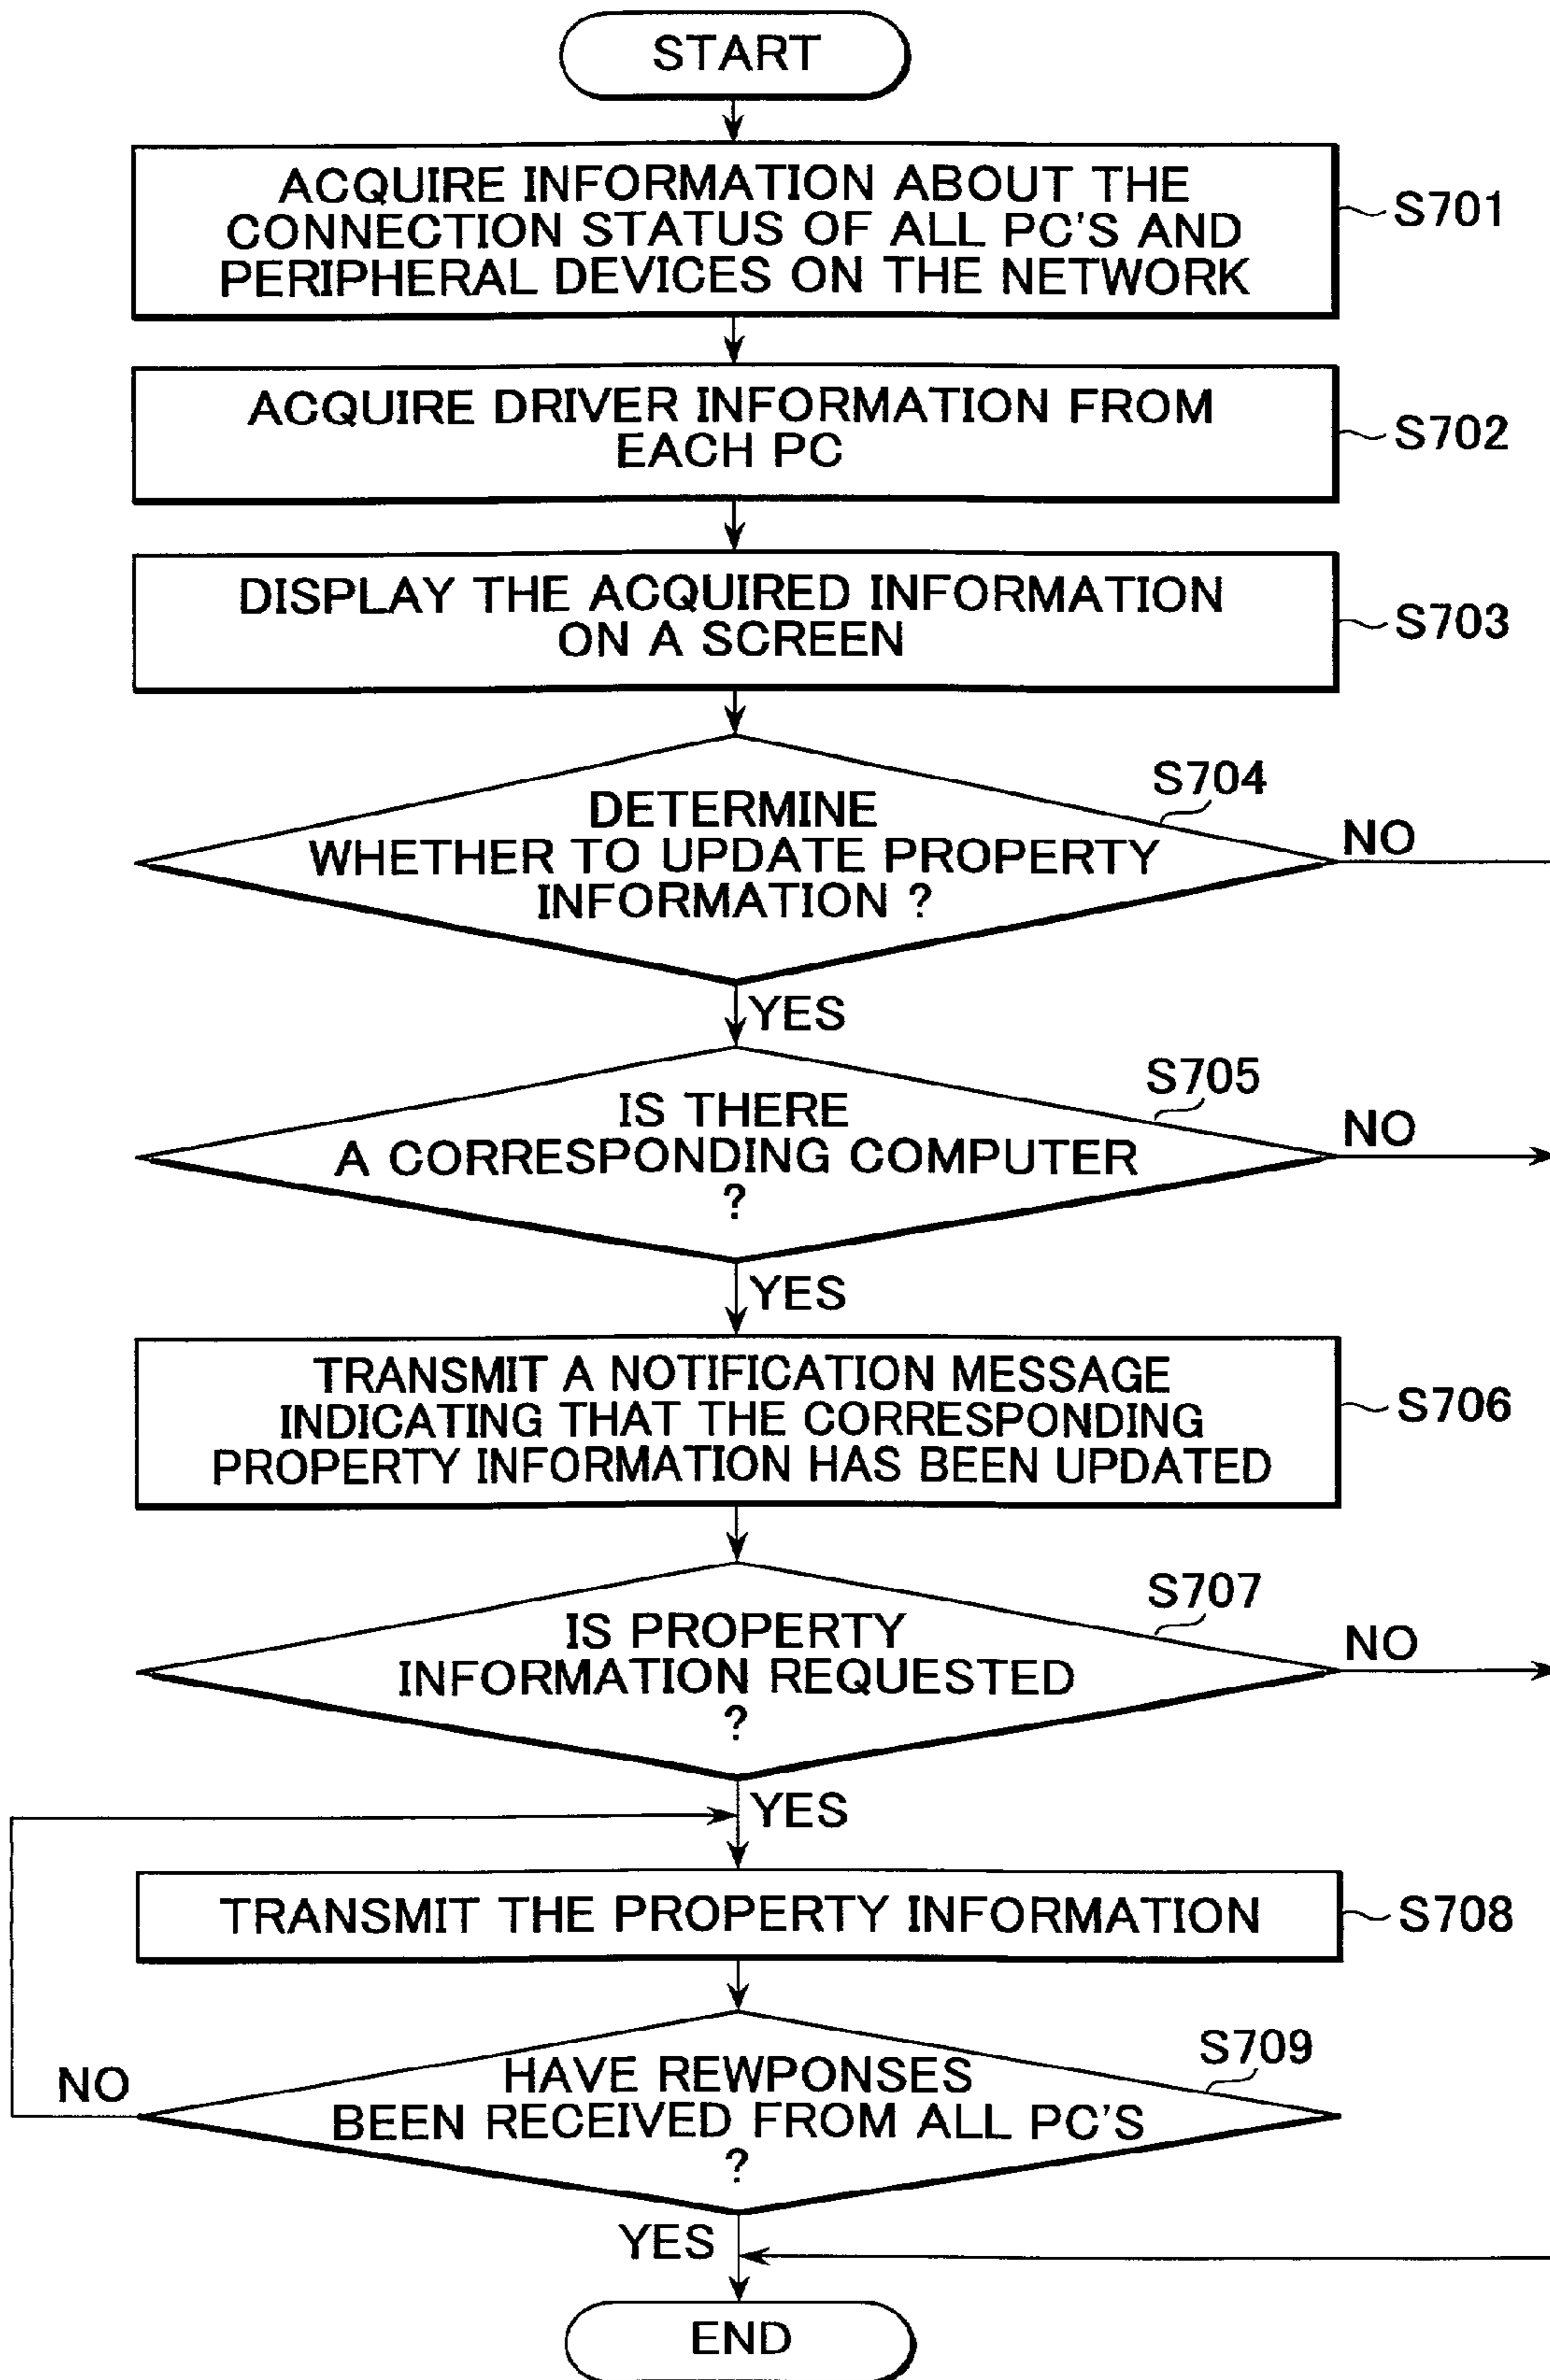 START
ACQUIRE INFORMATION ABOUT THE
CONNECTION STATUS OF ALL PC'S AND
PERIPHERAL DEVICES ON THE NETWORK
S701
ACQUIRE DRIVER INFORMATION FROM
EACH PC
S702
DISPLAY THE ACQUIRED INFORMATION
ON A SCREEN
S703
S704
DETERMINE
WHETHER TO UPDATE PROPERTY
INFORMATION ?
NO
YES
S705
IS THERE
A CORRESPONDING COMPUTER
?
NO
YES
TRANSMIT A NOTIFICATION MESSAGE
INDICATING THAT THE CORRESPONDING
PROPERTY INFORMATION HAS BEEN UPDATED
S706
S707
IS PROPERTY
INFORMATION REQUESTED
?
NO
YES
TRANSMIT THE PROPERTY INFORMATION
S708
S709
HAVE REWPONSES
BEEN RECEIVED FROM ALL PC'S
?
NO
YES
END